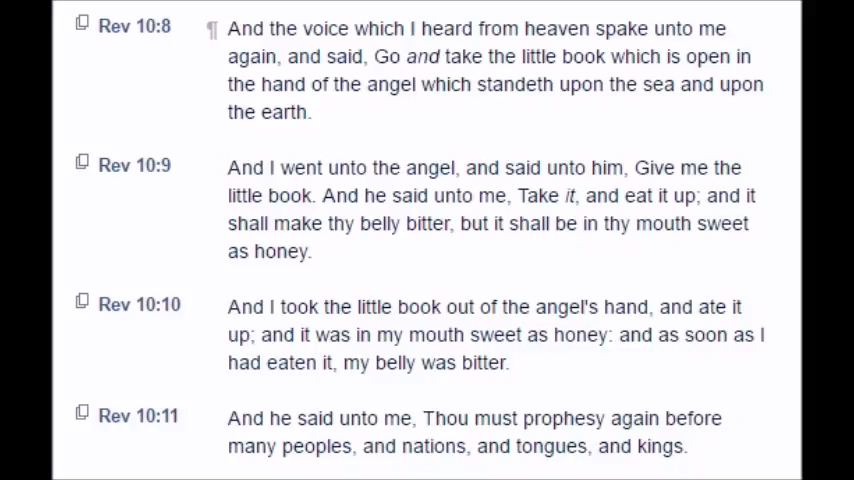 Rev 10:8 ¶ And the voice which I heard from heaven spake unto me
again, and said, Go and take the little book which is open in
the hand of the angel which standeth upon the sea and upon
the earth.
Rev 10:9 And I went unto the angel, and said unto him, Give me the
little book. And he said unto me, Take it, and eat it up; and it
shall make thy belly bitter, but it shall be in thy mouth sweet
as honey.
Rev 10:10 And I took the little book out of the angel's hand, and ate it
up; and it was in my mouth sweet as honey: and as soon as I
had eaten it, my belly was bitter.
Rev 10:11 And he said unto me, Thou must prophesy again before
many peoples, and nations, and tongues, and kings.